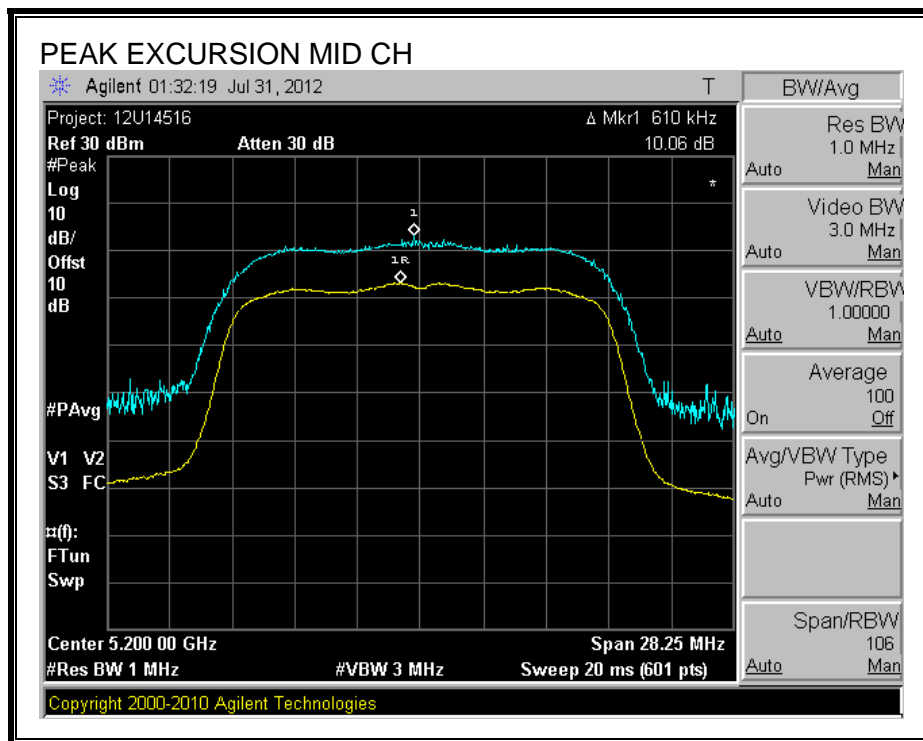 PEAK EXCURSION MID CH
Agilent 01:32:19 Jul 31, 2012 T
Project: 12U14516 Δ Mkr1 610 kHz
Ref 30 dBm Atten 30 dB 10.06 dB
#Peak
Log
10
dB/
Offst
10
dB
*
1
1R
#PAvg
V1 V2
S3 FC
¤(f):
FTun
Swp
Center 5.200 00 GHz Span 28.25 MHz
#Res BW 1 MHz #VBW 3 MHz Sweep 20 ms (601 pts)
Copyright 2000-2010 Agilent Technologies
BW/Avg
Res BW
1.0 MHz
Auto Man
Video BW
3.0 MHz
Auto Man
VBW/RBW
1.00000
Auto Man
Average
100
On Off
Avg/VBW Type
Pwr (RMS)
Auto Man
Span/RBW
106
Auto Man